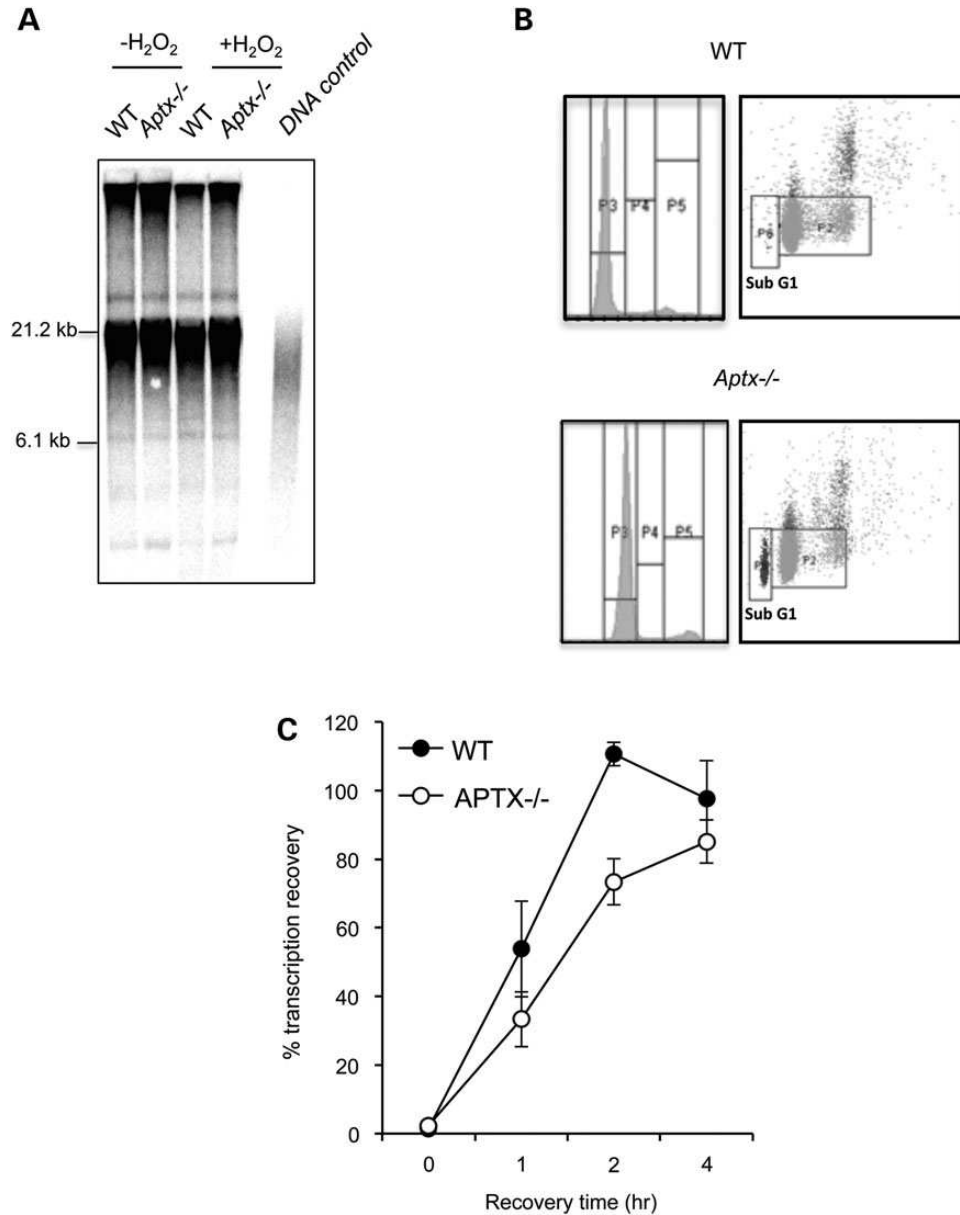 A
-H₂O₂
+H₂O₂
WT
Aptx-/-
WT
Aptx-/-
DNA control
21.2 kb
6.1 kb
B
WT
P3
P4
P5
P6
P2
Sub G1
Aptx-/-
P3
P4
P5
P2
Sub G1
C
WT
APTX-/-
120
100
80
60
40
20
0
% transcription recovery
0 1 2 4
Recovery time (hr)